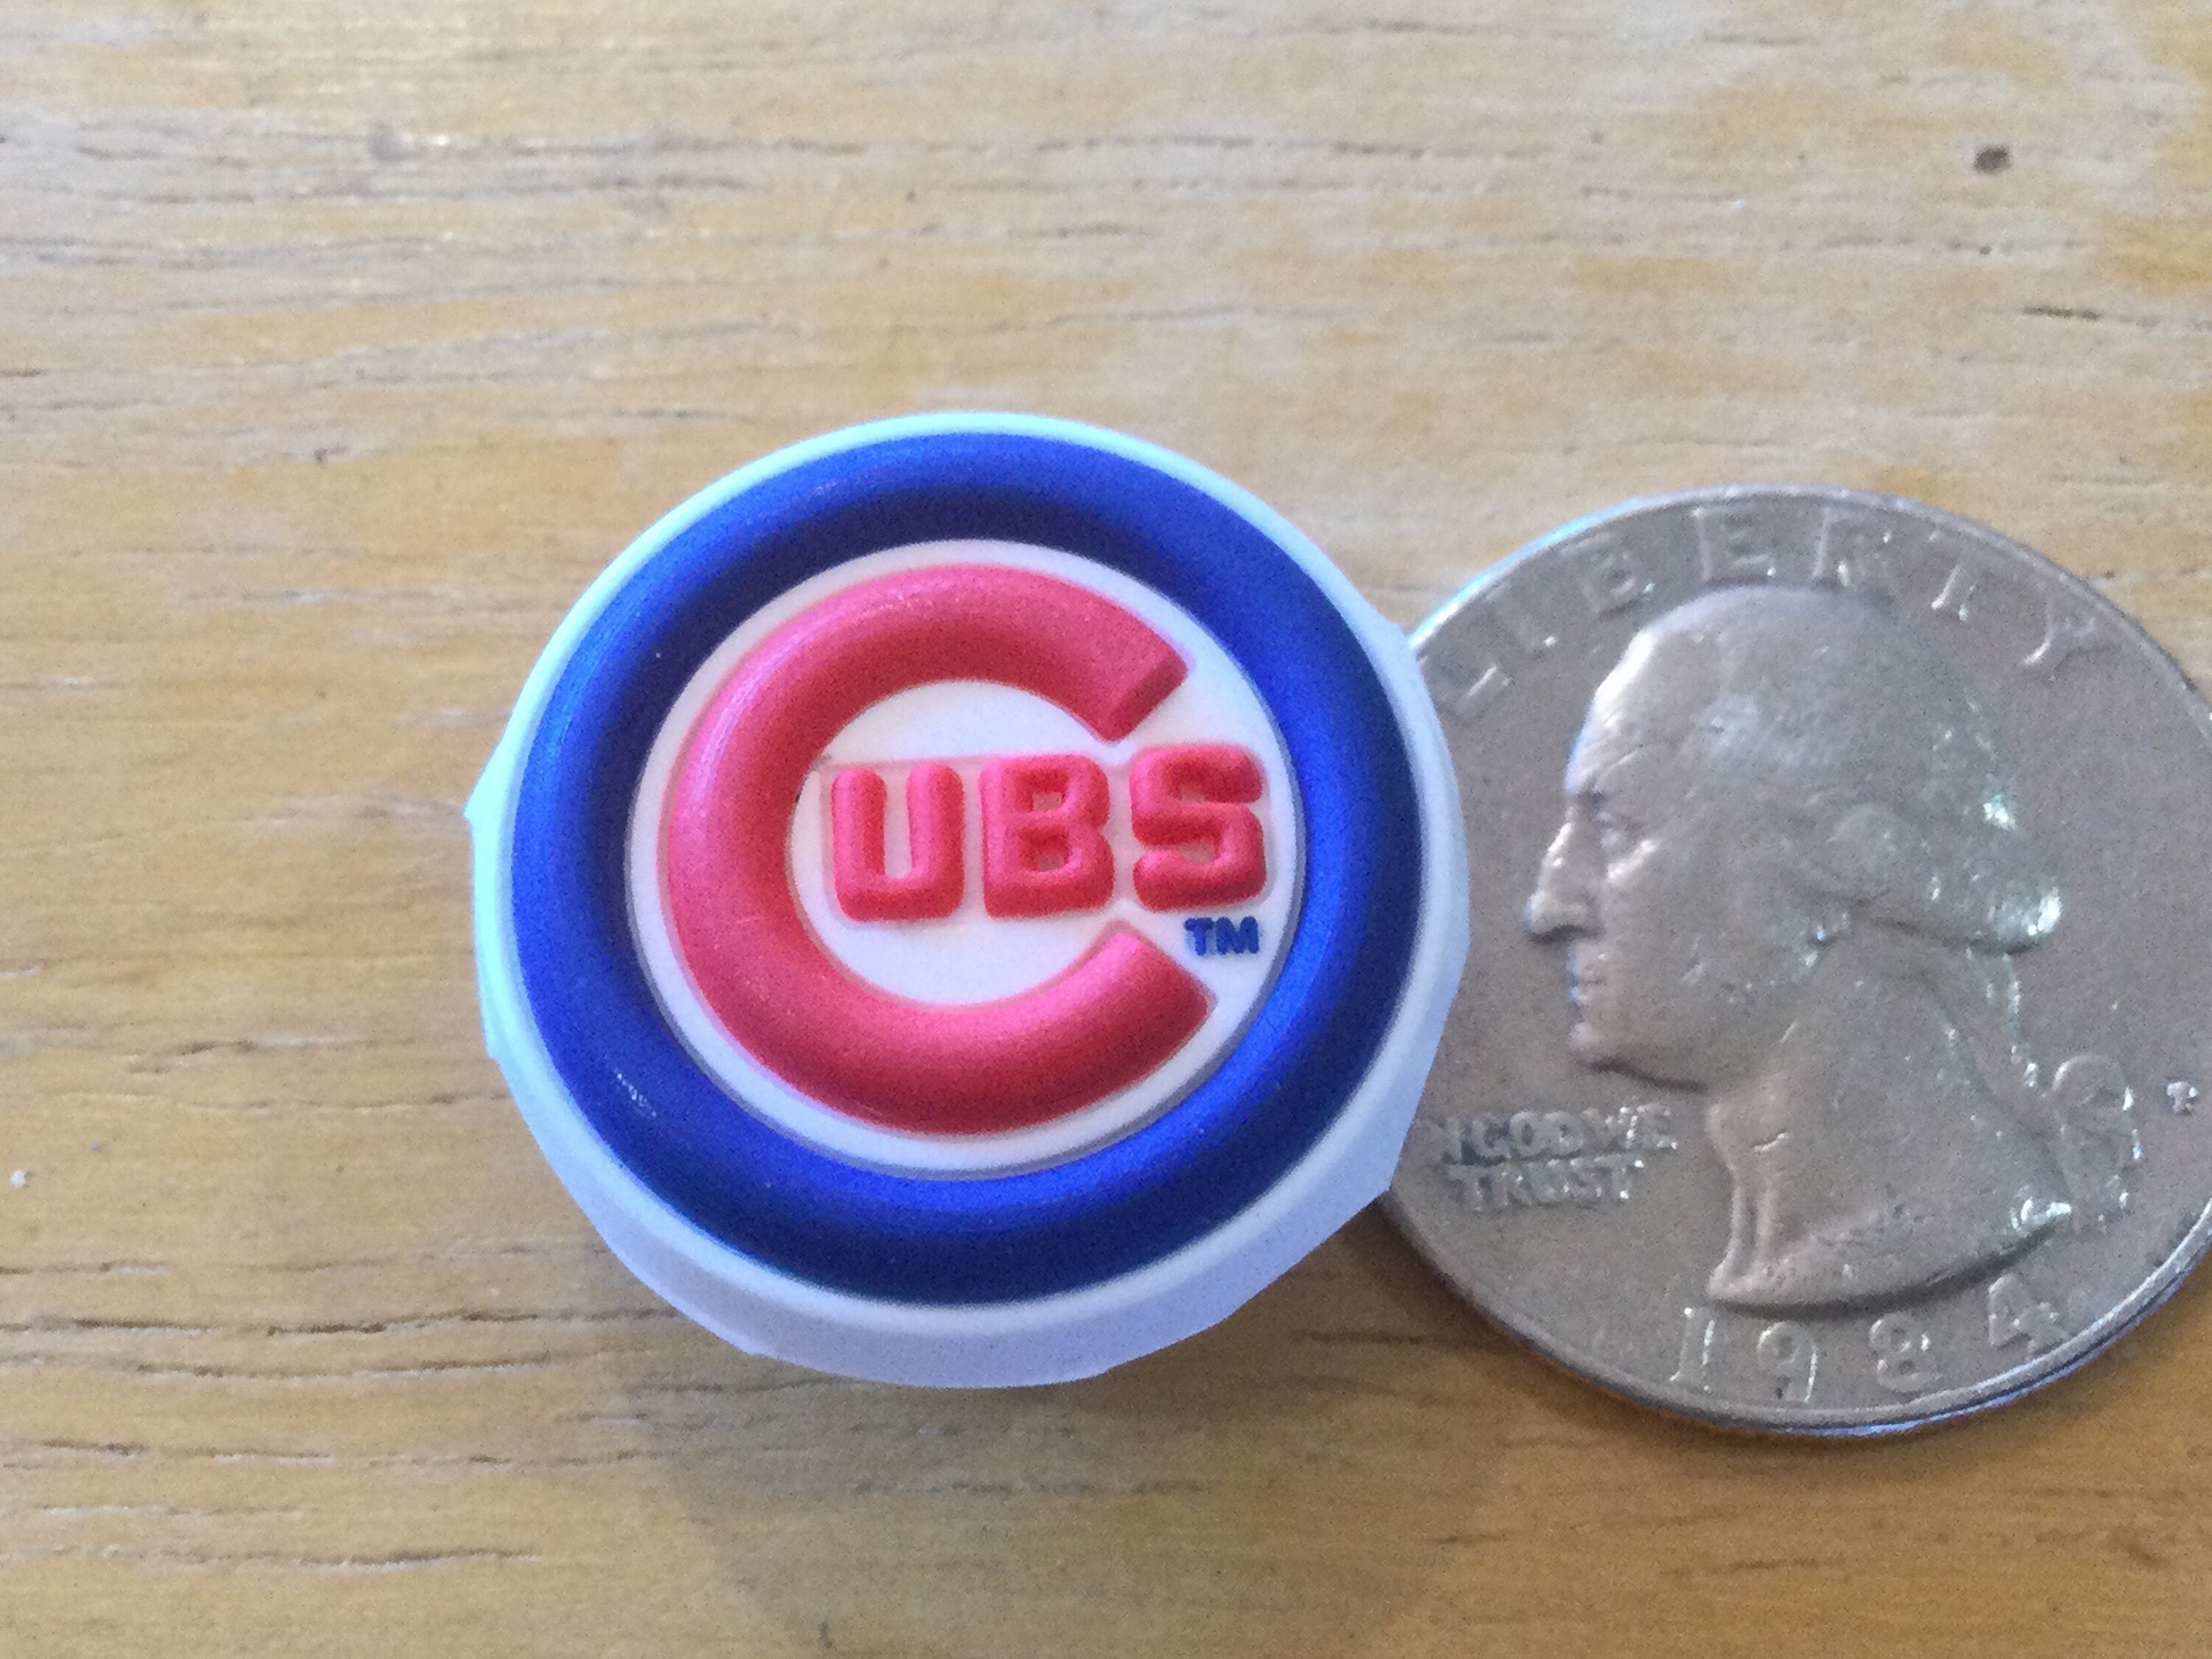 CUBS
TM
LIBERTY
IN GOD WE
TRUST
1984